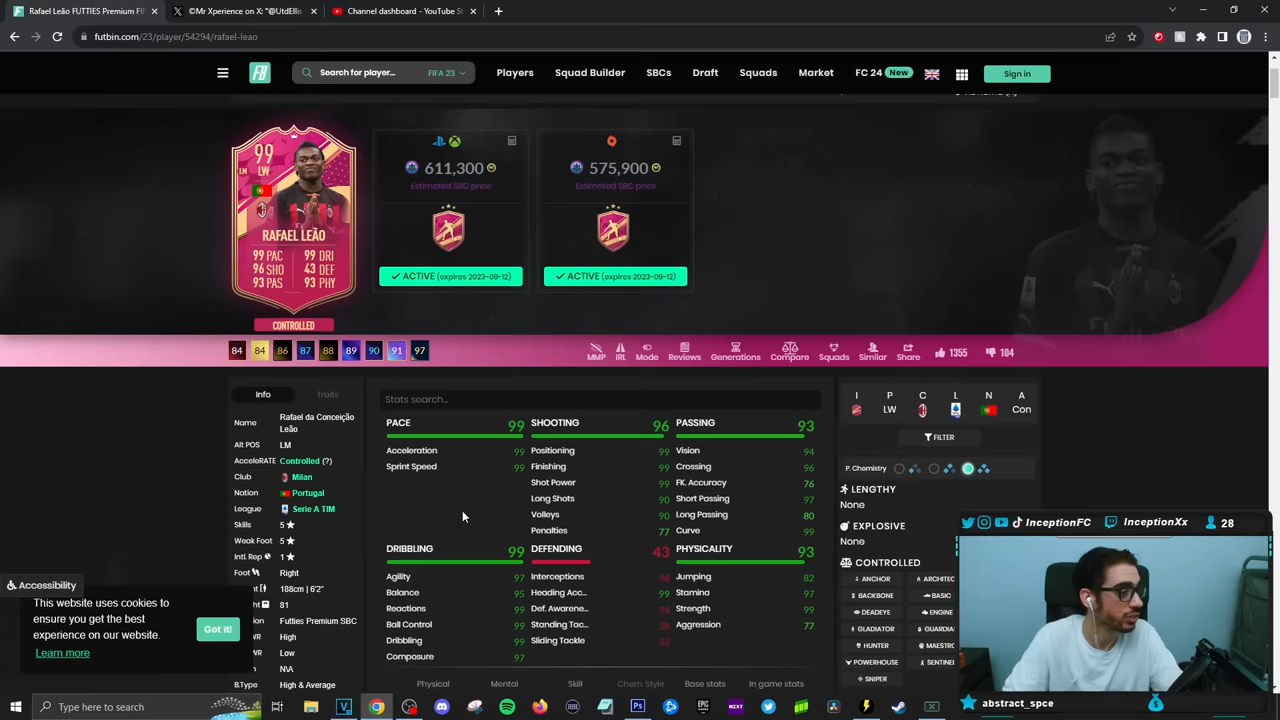 Rafael Leão FUTTIES Premium FI
©Mr Xperience on X: "@UtdEllis
Channel dashboard - YouTube St
futbin.com/23/player/54294/rafael-leao
FB
Search for player...
FIFA 23
Players
Squad Builder
SBCs
Draft
Squads
Market
FC 24 New
Sign in
99
LW
LM
RAFAEL LEÃO
99 PAC 99 DRI
96 SHO 43 DEF
93 PAS 93 PHY
CONTROLLED
611,300
Estimated SBC price
ACTIVE (expires 2023-09-12)
575,900
Estimated SBC price
ACTIVE (expires 2023-09-12)
84 84 86 87 88 89 90 91 97
MMP
IRL
Mode
Reviews
Generations
Compare
Squads
Similar
Share
1355
104
Info
Traits
Name Rafael da Conceição
Leão
Alt POS LM
AcceleRATE Controlled (?)
Club Milan
Nation Portugal
League Serie A TIM
Skills 5
Weak Foot 5
Intl. Rep 1
Foot Right
188cm | 6'2"
81
Futties Premium SBC
WR High
WR Low
N\A
B.Type High & Average
Stats search...
PACE 99
Acceleration 99
Sprint Speed 99
SHOOTING 96
Positioning 99
Finishing 99
Shot Power 99
Long Shots 90
Volleys 90
Penalties 77
PASSING 93
Vision 94
Crossing 96
FK. Accuracy 76
Short Passing 97
Long Passing 80
Curve 99
DRIBBLING 99
Agility 97
Balance 95
Reactions 99
Ball Control 99
Dribbling 99
Composure 97
DEFENDING 43
Interceptions
Heading Acc... 99
Def. Awarene...
Standing Tac...
Sliding Tackle
PHYSICALITY 93
Jumping 82
Stamina 97
Strength 99
Aggression 77
Physical
Mental
Skill
Chem. Style
Base stats
In game stats
I P C L N A
LW Con
FILTER
P. Chemistry
LENGTHY
None
EXPLOSIVE
None
CONTROLLED
ANCHOR
ARCHITEC
BACKBONE
BASIC
DEADEYE
ENGINE
GLADIATOR
GUARDIA
HUNTER
MAESTRO
POWERHOUSE
SENTINE
SNIPER
Accessibility
This website uses cookies to
ensure you get the best
experience on our website.
Learn more
Got it!
InceptionFC
InceptionXx
28
abstract_spce
Type here to search